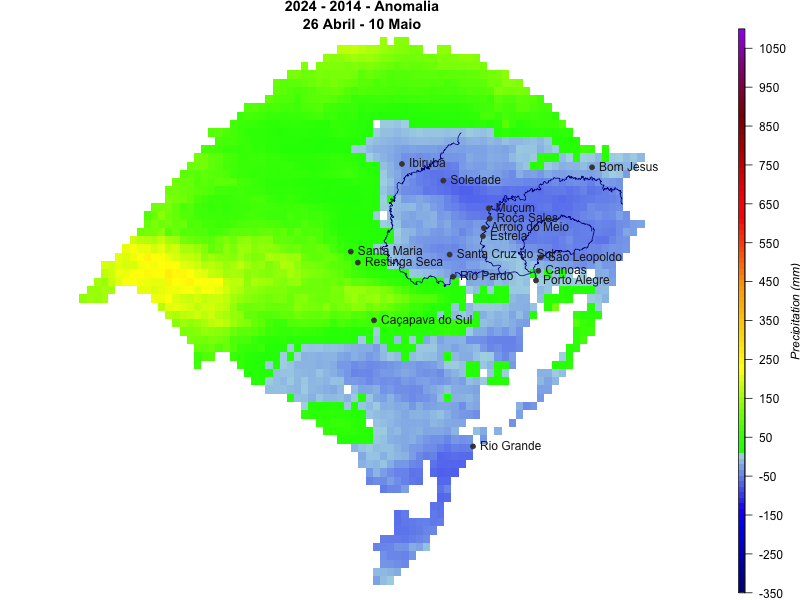 2024 - 2014 - Anomalia
26 Abril - 10 Maio
1050
950
850
750
650
550
450
350
250
150
50
-50
-150
-250
-350
Precipitation (mm)
Ibirubá
Bom Jesus
Soledade
Muçum
Roca Sales
Arroio do Meio
Estrela
Santa Maria
Santa Cruz do Sul
São Leopoldo
Restinga Seca
Canoas
Rio Pardo
Porto Alegre
Caçapava do Sul
Rio Grande